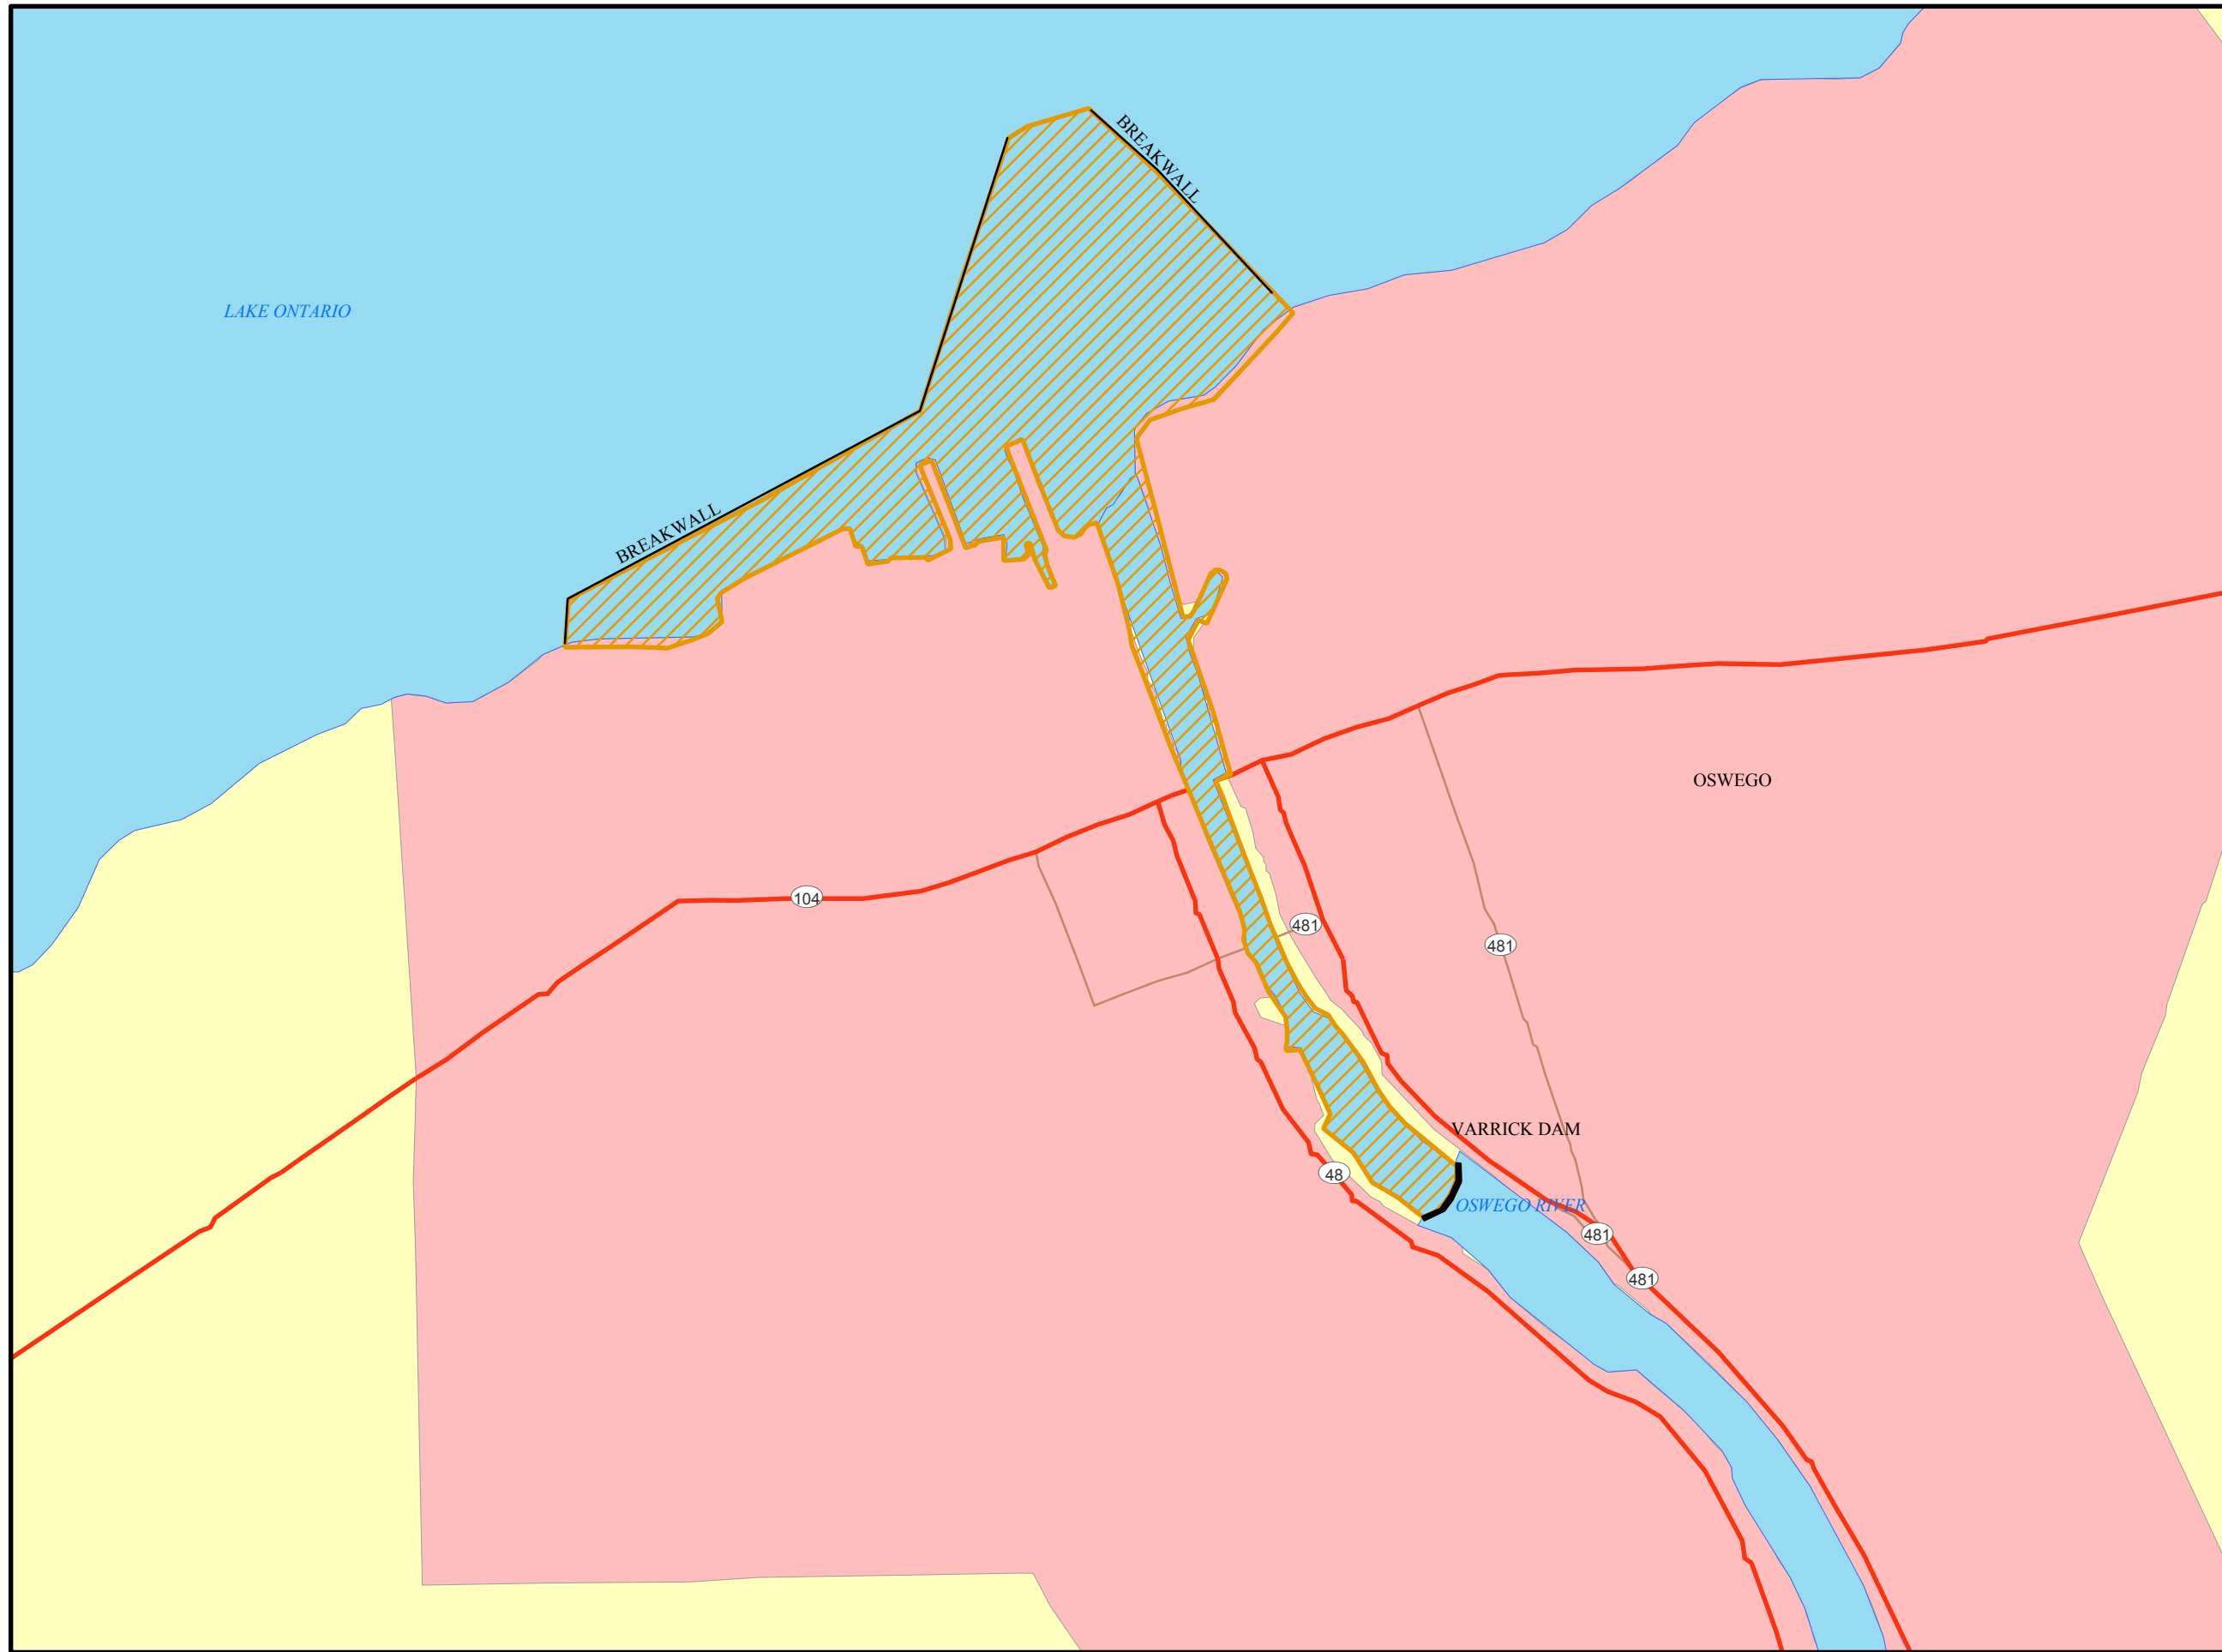 BREAKWALL
LAKE ONTARIO
BREAKWALL
OSWEGO
104
481
481
VARRICK DAM
48
OSWEGO RIVER
481
481